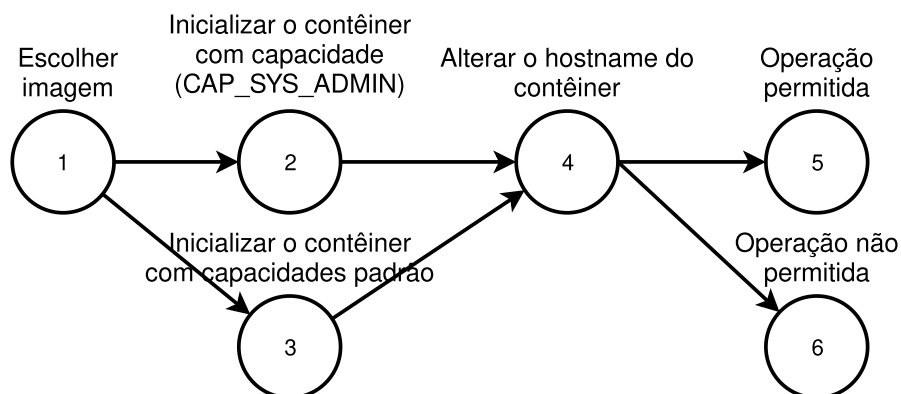 Escolher
imagem
1
Inicializar o contêiner
com capacidade
(CAP_SYS_ADMIN)
2
Inicializar o contêiner
com capacidades padrão
3
Alterar o hostname do
contêiner
4
Operação
permitida
5
Operação não
permitida
6